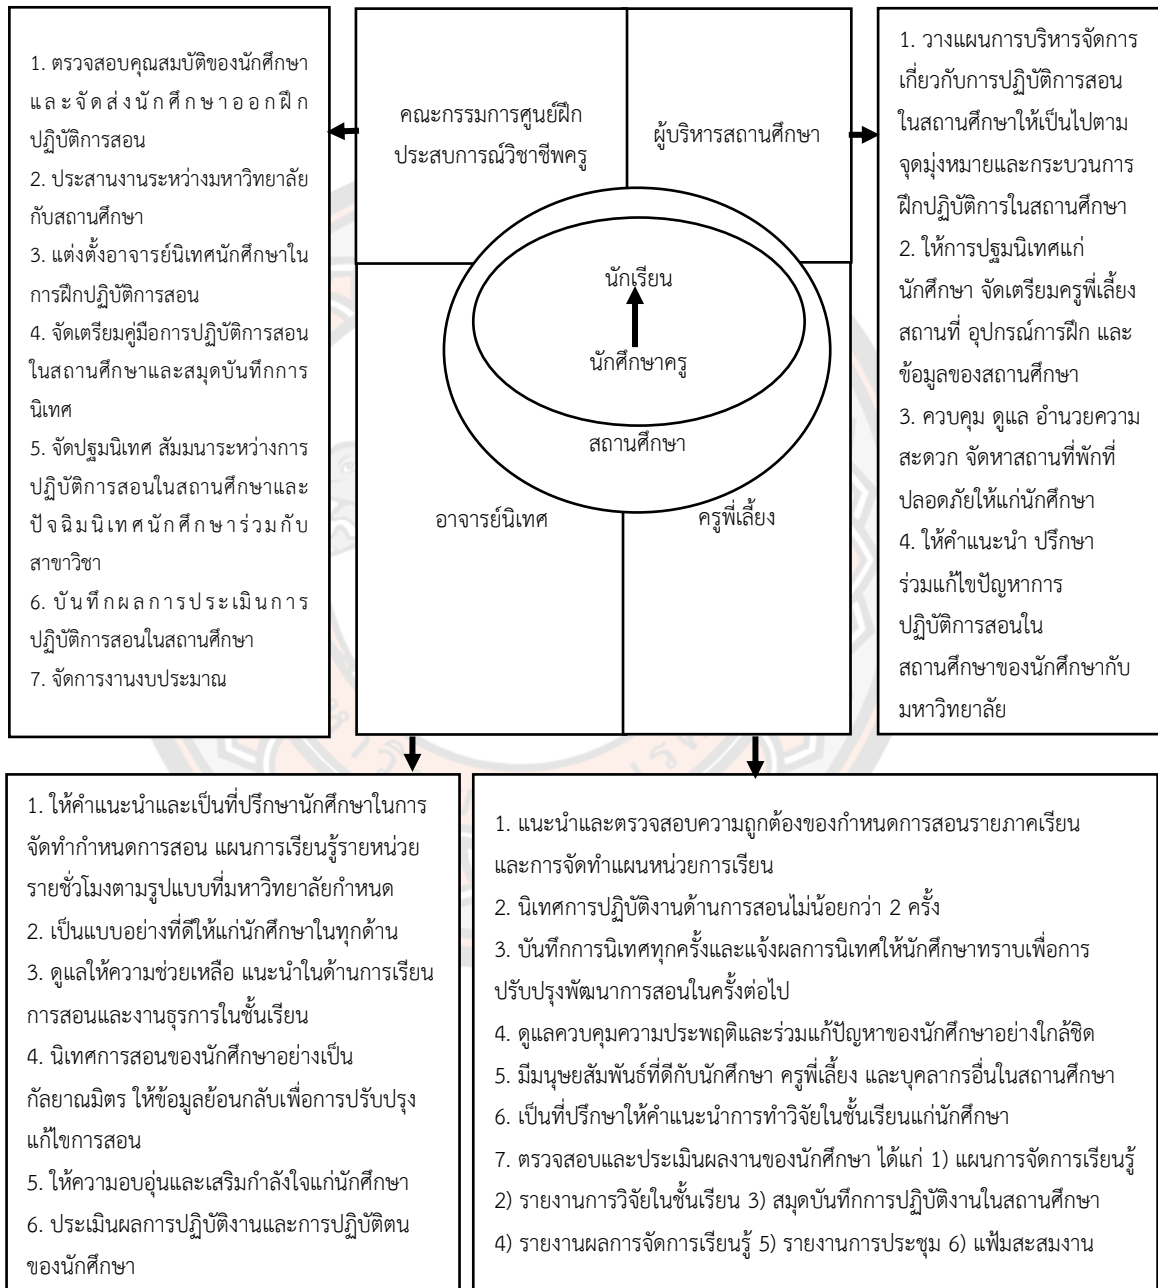 1. ตรวจสอบคุณสมบัติของนักศึกษา
และจัดส่งนักศึกษาออกฝึก
ปฏิบัติการสอน
2. ประสานงานระหว่างมหาวิทยาลัย
กับสถานศึกษา
3. แต่งตั้งอาจารย์นิเทศนักศึกษาใน
การฝึกปฏิบัติการสอน
4. จัดเตรียมคู่มือการปฏิบัติการสอน
ในสถานศึกษาและสมุดบันทึกการ
นิเทศ
5. จัดปฐมนิเทศ สัมมนาระหว่างการ
ปฏิบัติการสอนในสถานศึกษาและ
ปัจฉิมนิเทศนักศึกษาร่วมกับ
สาขาวิชา
6. บันทึกผลการประเมินการ
ปฏิบัติการสอนในสถานศึกษา
7. จัดการงานงบประมาณ
คณะกรรมการศูนย์ฝึก
ประสบการณ์วิชาชีพครู
ผู้บริหารสถานศึกษา
นักเรียน
นักศึกษาครู
สถานศึกษา
อาจารย์นิเทศ
ครูพี่เลี้ยง
1. วางแผนการบริหารจัดการ
เกี่ยวกับการปฏิบัติการสอน
ในสถานศึกษาให้เป็นไปตาม
จุดมุ่งหมายและกระบวนการ
ฝึกปฏิบัติการในสถานศึกษา
2. ให้การปฐมนิเทศแก่
นักศึกษา จัดเตรียมครูพี่เลี้ยง
สถานที่ อุปกรณ์การฝึก และ
ข้อมูลของสถานศึกษา
3. ควบคุม ดูแล อำนวยความ
สะดวก จัดหาสถานที่พักที่
ปลอดภัยให้แก่นักศึกษา
4. ให้คำแนะนำ ปรึกษา
ร่วมแก้ไขปัญหาการ
ปฏิบัติการสอนใน
สถานศึกษาของนักศึกษากับ
มหาวิทยาลัย
1. ให้คำแนะนำและเป็นที่ปรึกษานักศึกษาในการ
จัดทำกำหนดการสอน แผนการเรียนรู้รายหน่วย
รายชั่วโมงตามรูปแบบที่มหาวิทยาลัยกำหนด
2. เป็นแบบอย่างที่ดีให้แก่นักศึกษาในทุกด้าน
3. ดูแลให้ความช่วยเหลือ แนะนำในด้านการเรียน
การสอนและงานธุรการในชั้นเรียน
4. นิเทศการสอนของนักศึกษาอย่างเป็น
กัลยาณมิตร ให้ข้อมูลย้อนกลับเพื่อการปรับปรุง
แก้ไขการสอน
5. ให้ความอบอุ่นและเสริมกำลังใจแก่นักศึกษา
6. ประเมินผลการปฏิบัติงานและการปฏิบัติตน
ของนักศึกษา
1. แนะนำและตรวจสอบความถูกต้องของกำหนดการสอนรายภาคเรียน
และการจัดทำแผนหน่วยการเรียน
2. นิเทศการปฏิบัติงานด้านการสอนไม่น้อยกว่า 2 ครั้ง
3. บันทึกการนิเทศทุกครั้งและแจ้งผลการนิเทศให้นักศึกษาทราบเพื่อการ
ปรับปรุงพัฒนาการสอนในครั้งต่อไป
4. ดูแลควบคุมความประพฤติและร่วมแก้ปัญหาของนักศึกษาอย่างใกล้ชิด
5. มีมนุษยสัมพันธ์ที่ดีกับนักศึกษา ครูพี่เลี้ยง และบุคลากรอื่นในสถานศึกษา
6. เป็นที่ปรึกษาให้คำแนะนำการทำวิจัยในชั้นเรียนแก่นักศึกษา
7. ตรวจสอบและประเมินผลงานของนักศึกษา ได้แก่ 1) แผนการจัดการเรียนรู้
2) รายงานการวิจัยในชั้นเรียน 3) สมุดบันทึกการปฏิบัติงานในสถานศึกษา
4) รายงานผลการจัดการเรียนรู้ 5) รายงานการประชุม 6) แฟ้มสะสมงาน